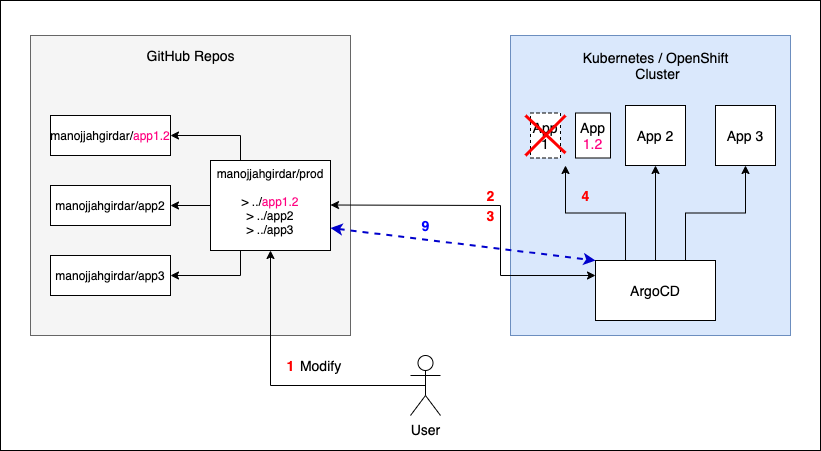 GitHub Repos
manojjahgirdar/app1.2
manojjahgirdar/app2
manojjahgirdar/app3
manojjahgirdar/prod
> ../app1.2
> ../app2
> ../app3
1 Modify
User
2
3
9
Kubernetes / OpenShift
Cluster
App
1
App
1.2
App 2
App 3
4
ArgoCD